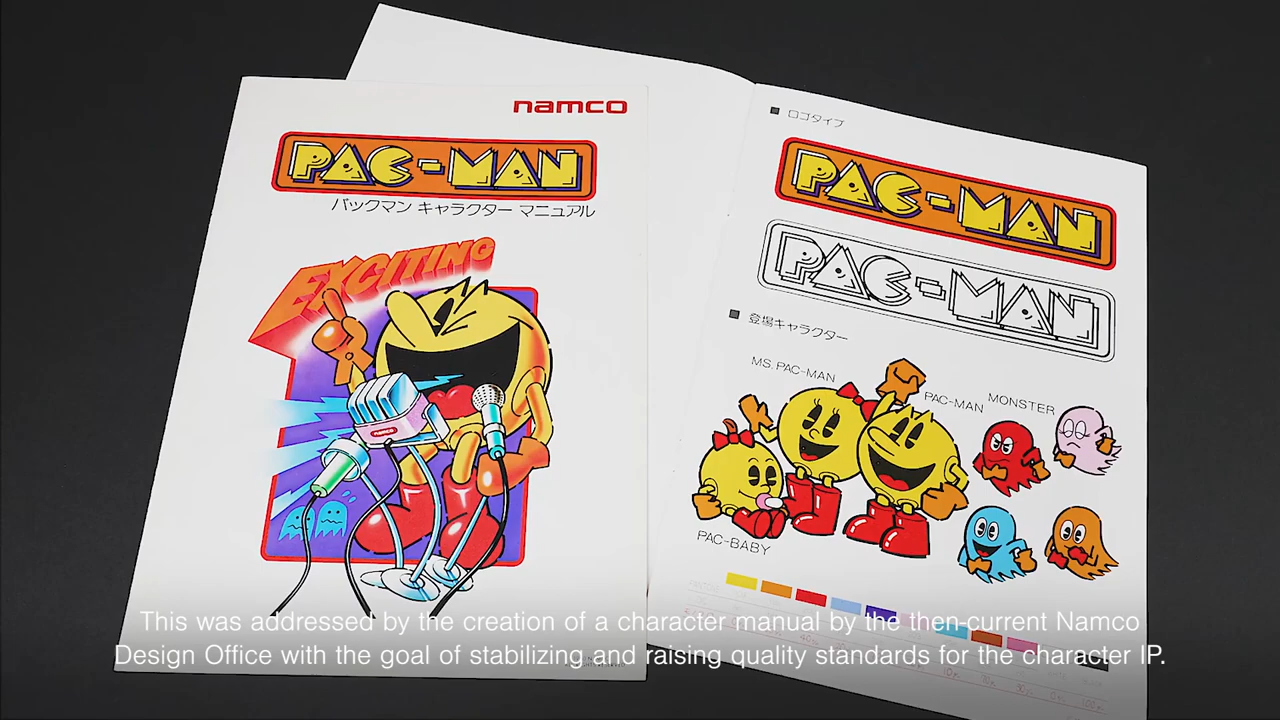 namco
PAC-MAN
パックマン キャラクター マニュアル
EXCITING
namco
■ ロゴタイプ
PAC-MAN
PAC-MAN
■ 登場キャラクター
MS. PAC-MAN
PAC-MAN
MONSTER
PAC-BABY
This was addressed by the creation of a character manual by the then-current Namco
Design Office with the goal of stabilizing and raising quality standards for the character IP.